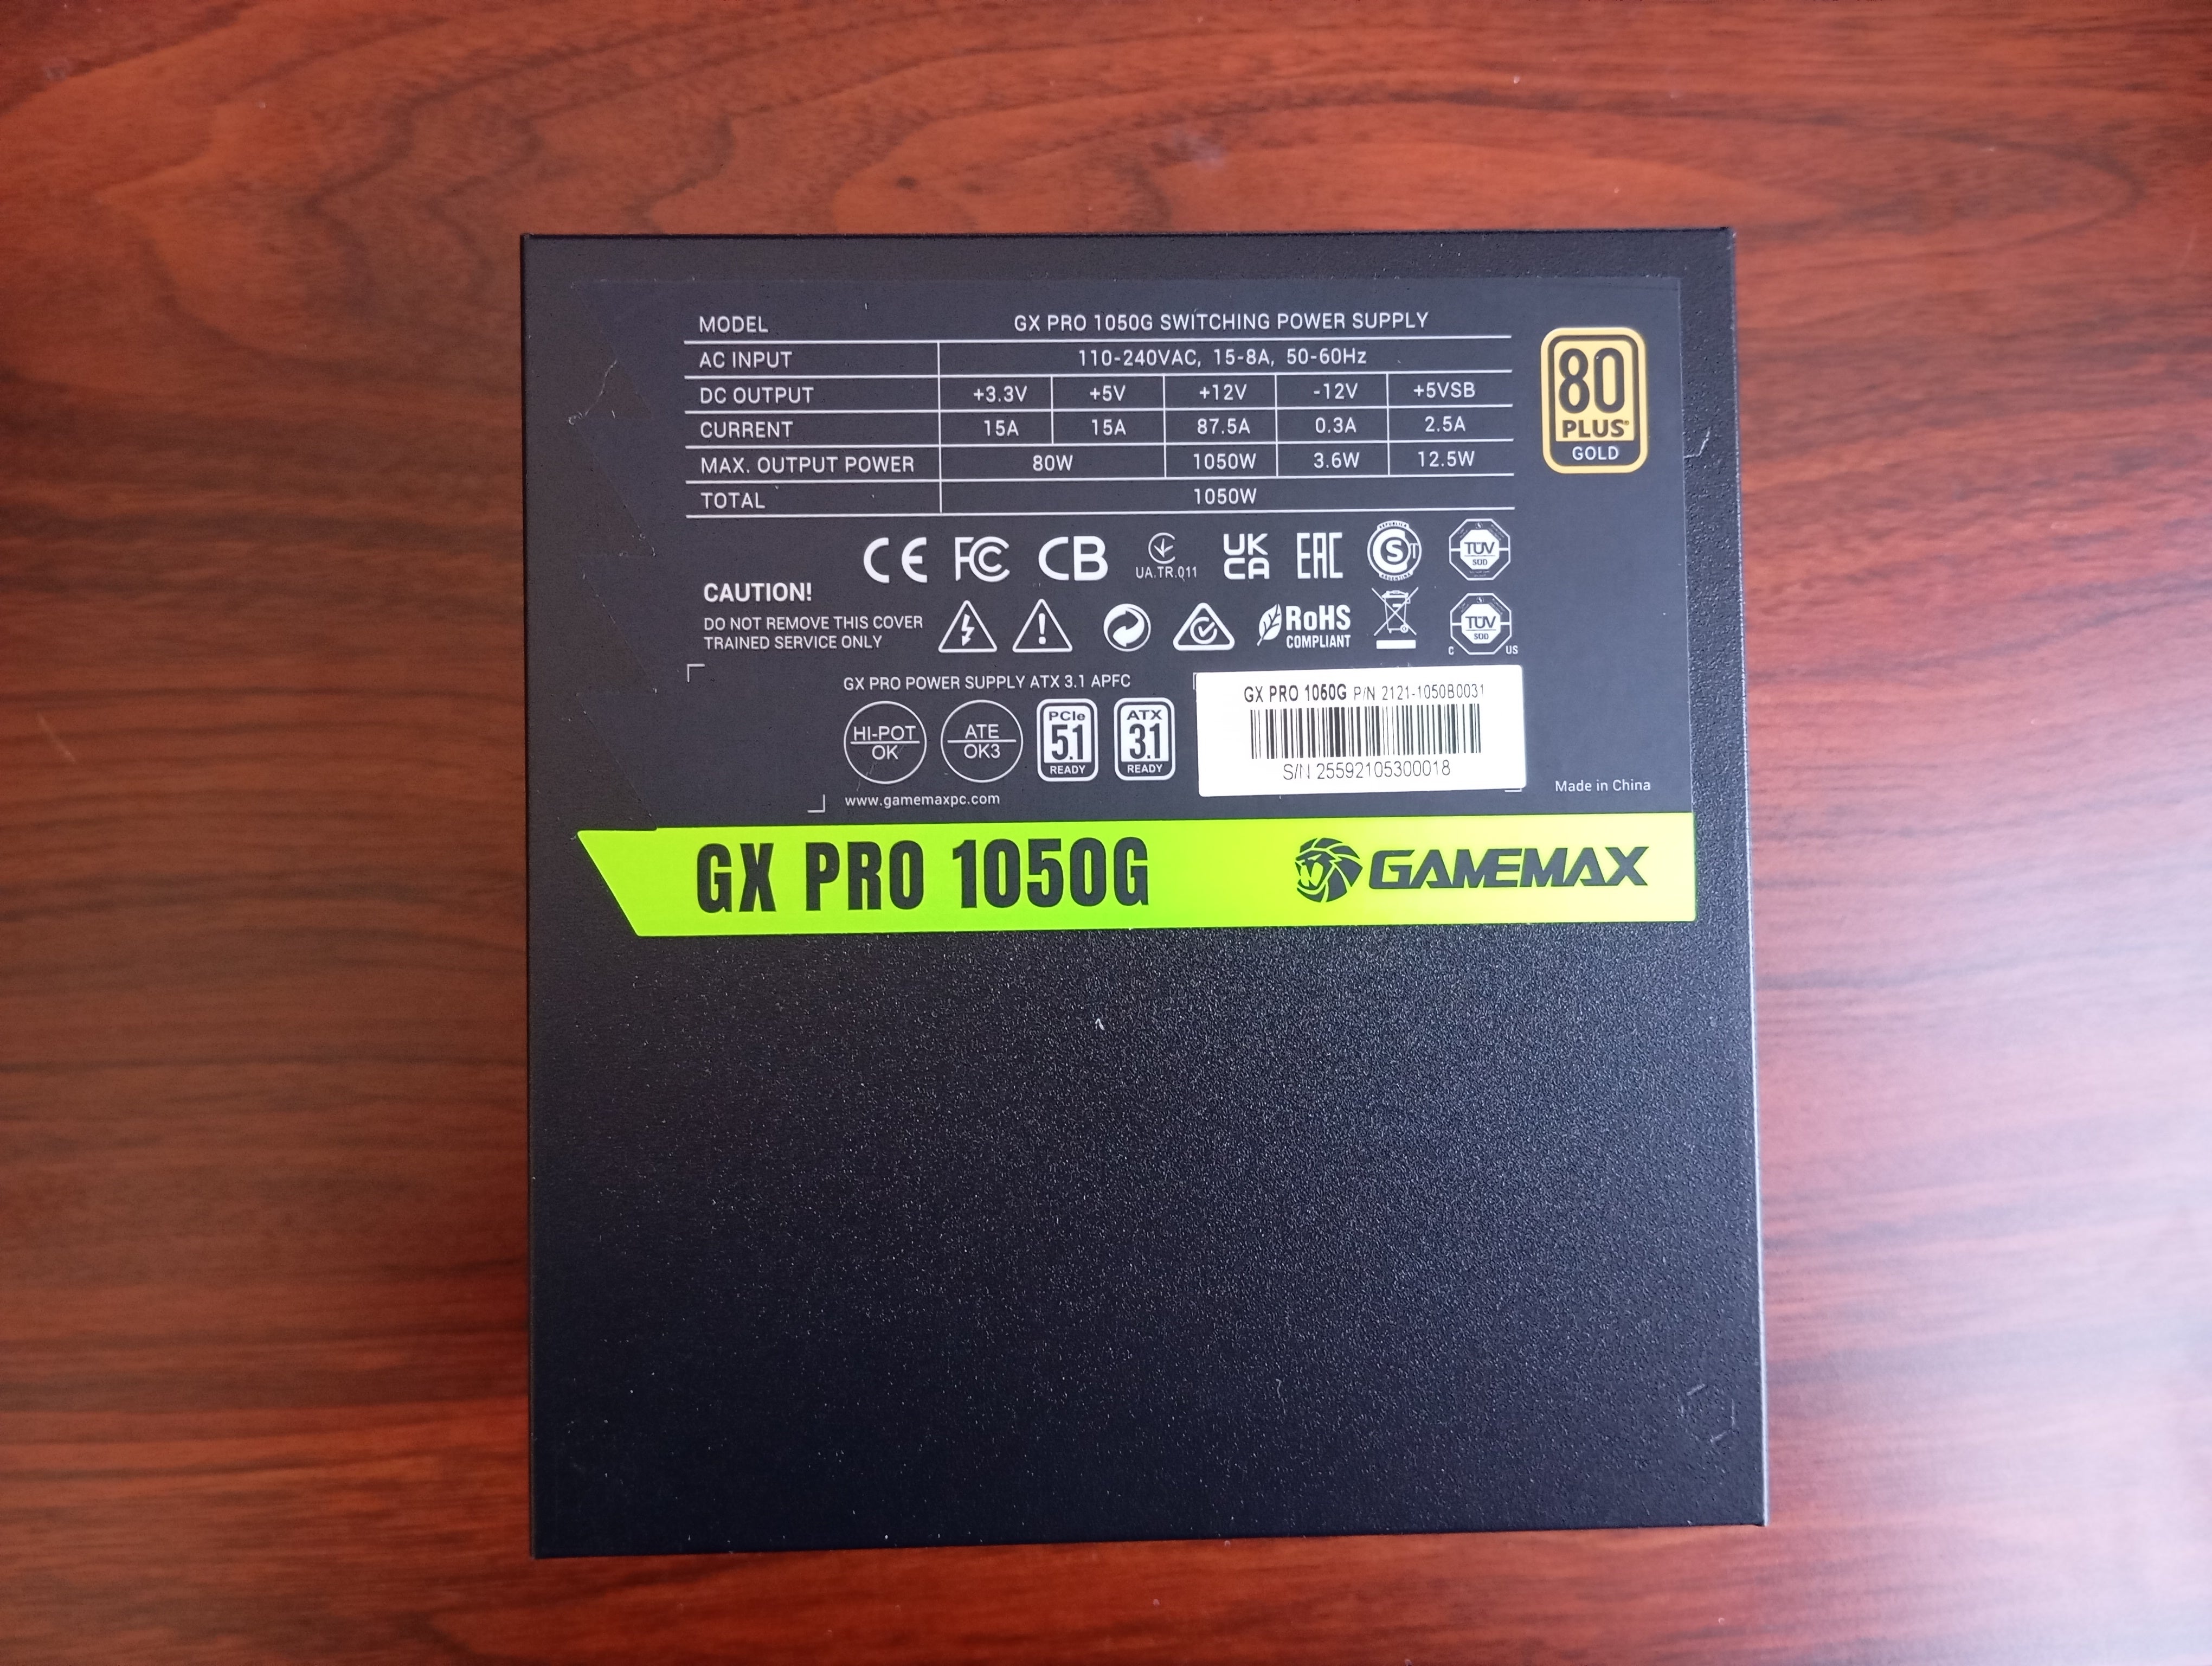 MODEL GX PRO 1050G SWITCHING POWER SUPPLY
AC INPUT 110-240VAC, 15-8A, 50-60Hz
DC OUTPUT +3.3V +5V +12V -12V +5VSB
CURRENT 15A 15A 87.5A 0.3A 2.5A
MAX. OUTPUT POWER 80W 1050W 3.6W 12.5W
TOTAL 1050W
80
PLUS
GOLD
CE FC CB UA.TR.011 UK CA EAC S TÜV SÜD
CAUTION!
DO NOT REMOVE THIS COVER
TRAINED SERVICE ONLY
RoHS
COMPLIANT
TÜV
SÜD
C US
GX PRO POWER SUPPLY ATX 3.1 APFC
HI-POT
OK
ATE
OK3
PCIe
5.1
READY
ATX
3.1
READY
GX PRO 1050G P/N 2121-1050B0031
S/N 25592105300018
www.gamemaxpc.com
Made in China
GX PRO 1050G GAMEMAX